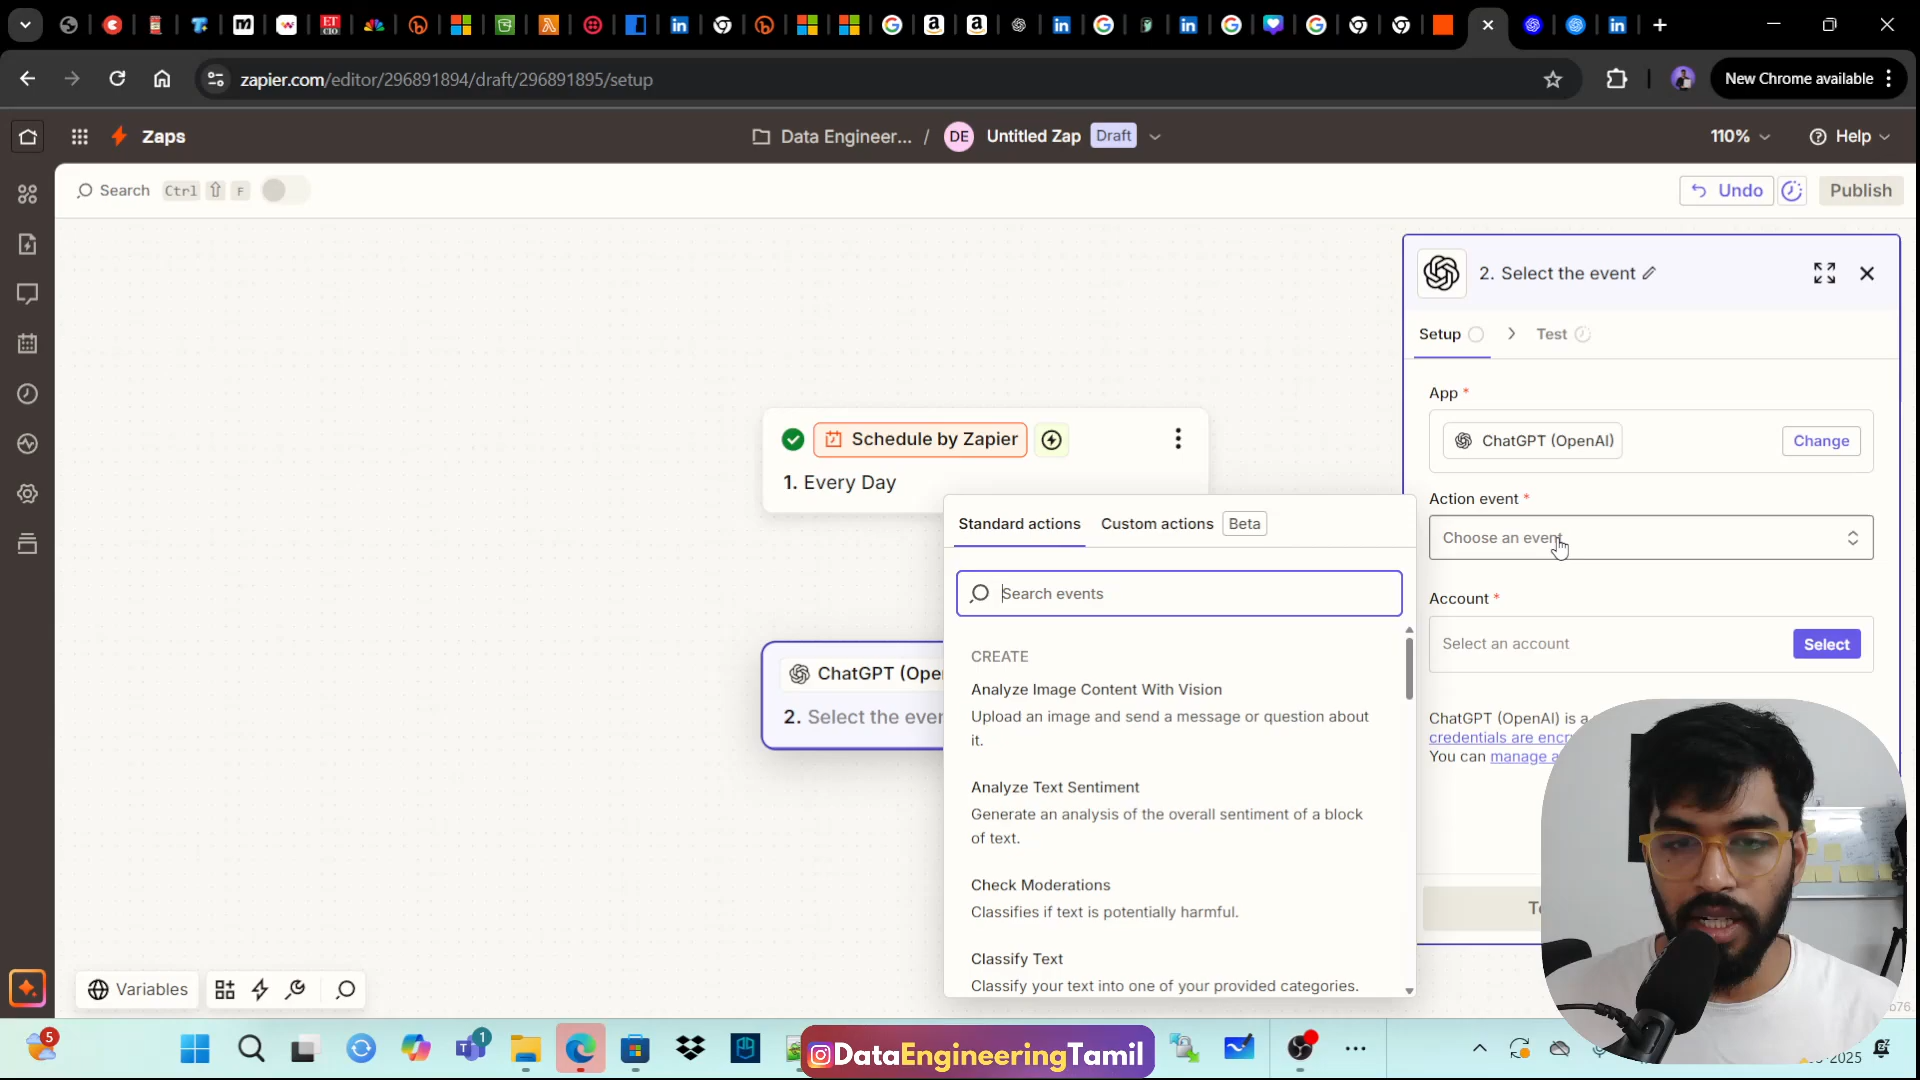 zapier.com/editor/296891894/draft/296891895/setup
New Chrome available
Zaps
Data Engineer... / DE Untitled Zap Draft
110%
Help
Search Ctrl F
Undo
Publish
2. Select the event
Setup
Test
App *
ChatGPT (OpenAI)
Change
Action event *
Choose an event
Account *
Select an account
Select
ChatGPT (OpenAI) is a
credentials are encr
You can manage a
Schedule by Zapier
1. Every Day
ChatGPT (Ope
2. Select the ever
Standard actions
Custom actions
Beta
Search events
CREATE
Analyze Image Content With Vision
Upload an image and send a message or question about
it.
Analyze Text Sentiment
Generate an analysis of the overall sentiment of a block
of text.
Check Moderations
Classifies if text is potentially harmful.
Classify Text
Classify your text into one of your provided categories.
Variables
5
1
DataEngineeringTamil
2025